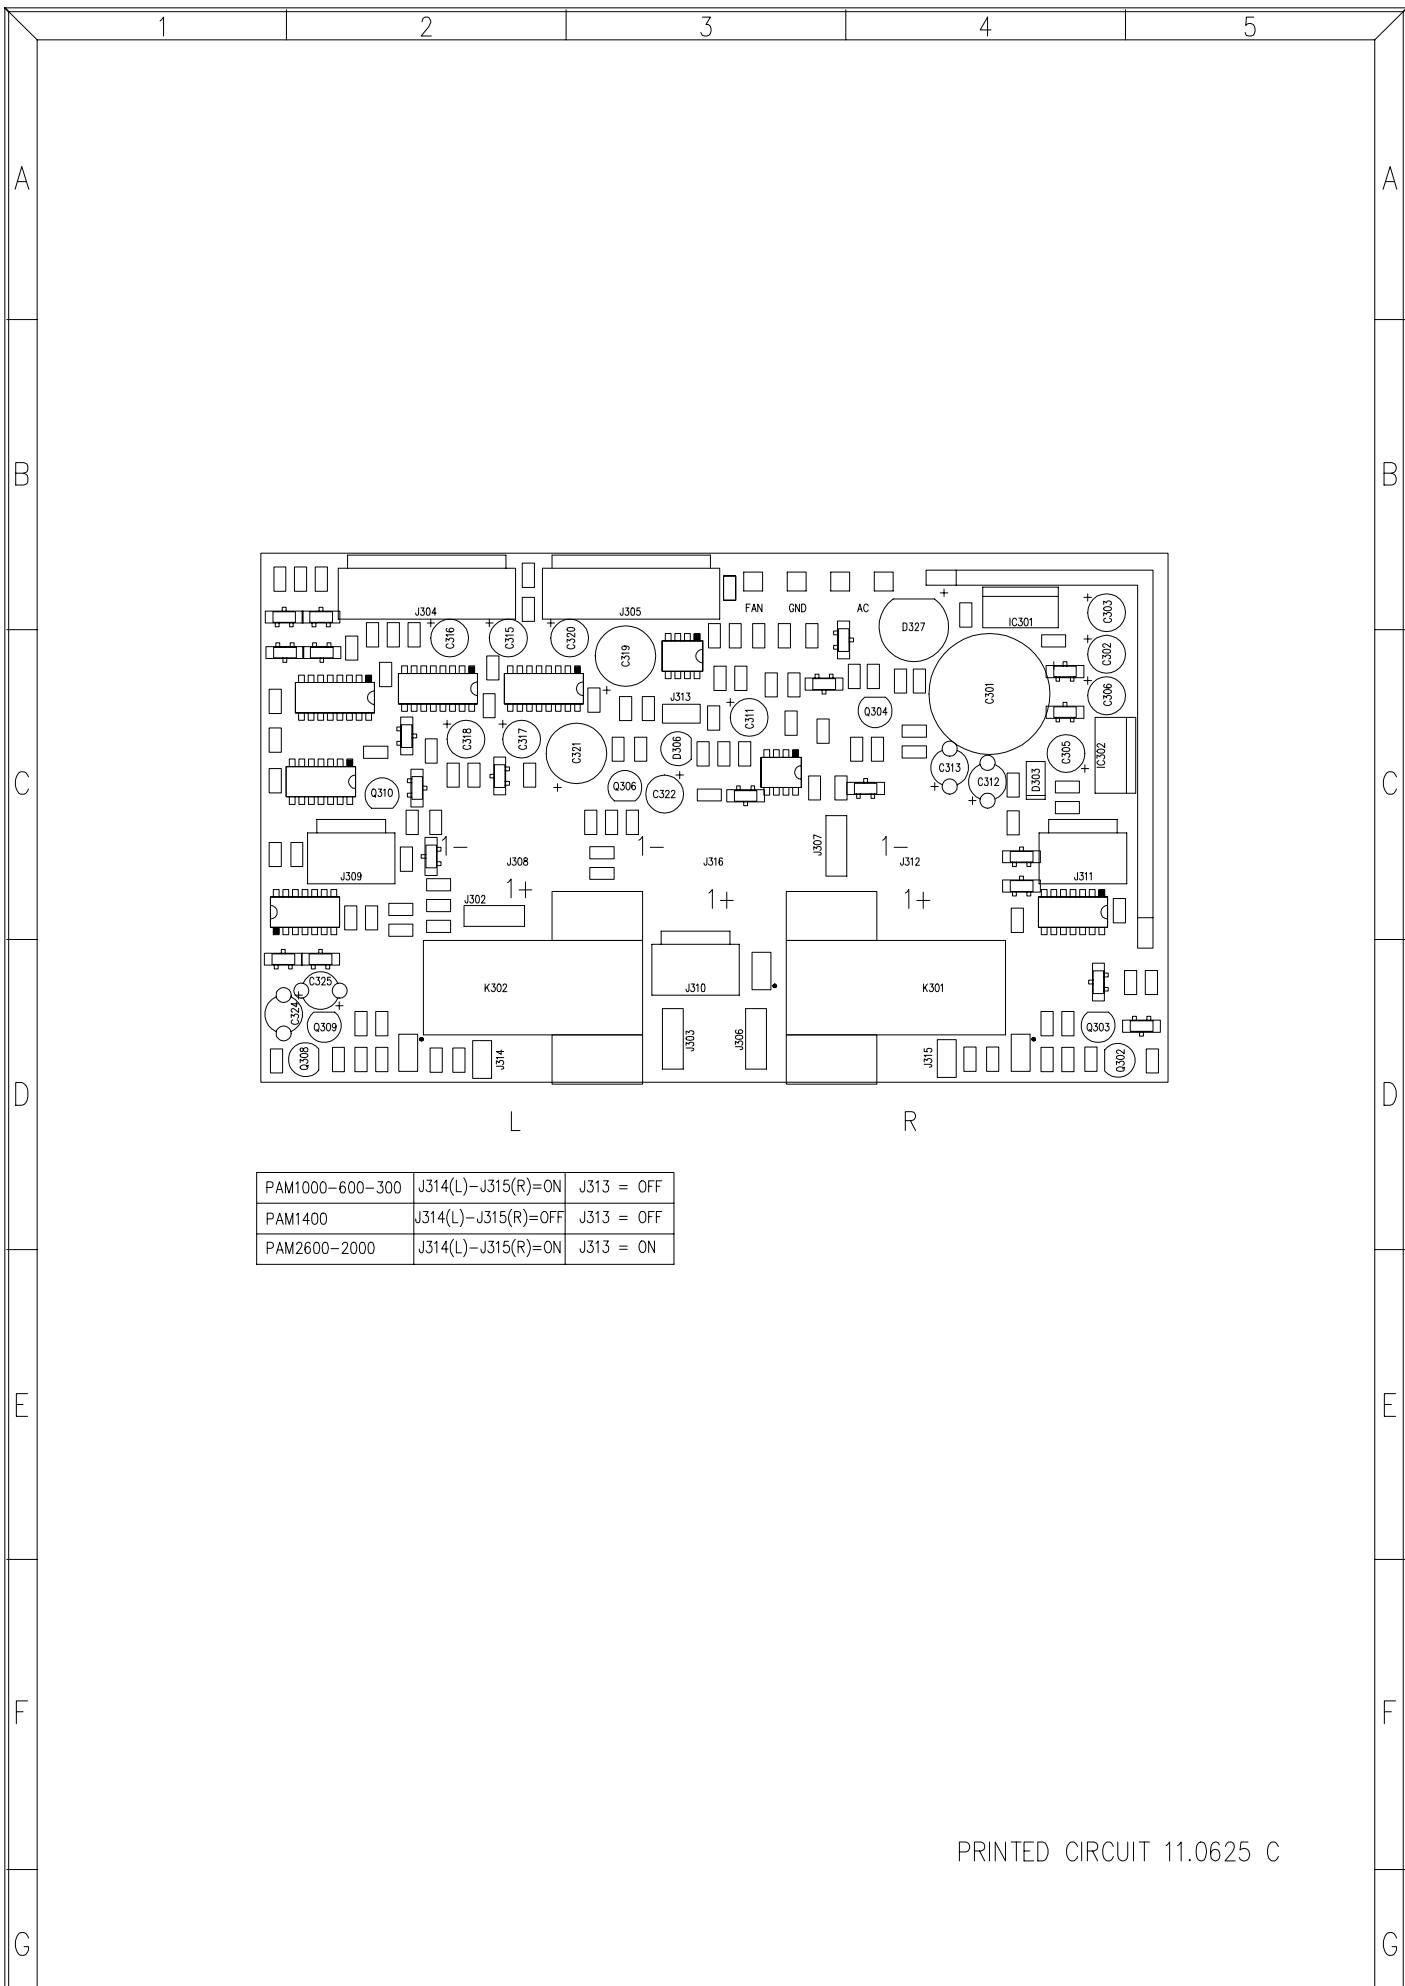 1 2 3 4 5
A A
B B
J304 J305 FAN GND AC D327 IC301 C303
C316 C315 C320 C319 C302
J313 C311 Q304 C301 C306
C318 C317 C321 D306 C313 C305 IC302
C C
Q310 Q306 C322 C312 D303
1- 1- J307 1-
J309 J308 J316 J312 J311
J302 1+ 1+ 1+
C325 K302 J310 K301
C324 Q309 J303 J306 Q303
Q308 J314 J315 Q302
D D
L R
PAM1000-600-300 J314(L)-J315(R)=ON J313 = OFF
PAM1400 J314(L)-J315(R)=OFF J313 = OFF
PAM2600-2000 J314(L)-J315(R)=ON J313 = ON
E E
F F
PRINTED CIRCUIT 11.0625 C
G G